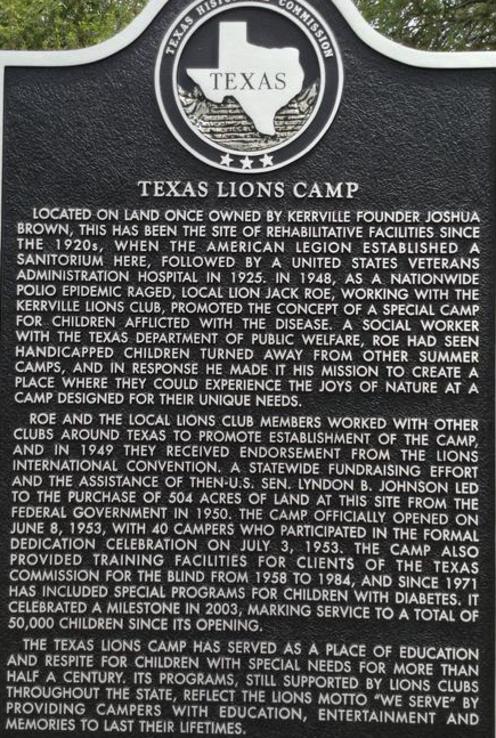 TEXAS HISTORICAL COMMISSION
TEXAS
TEXAS LIONS CAMP
LOCATED ON LAND ONCE OWNED BY KERRVILLE FOUNDER JOSHUA
BROWN, THIS HAS BEEN THE SITE OF REHABILITATIVE FACILITIES SINCE
THE 1920s, WHEN THE AMERICAN LEGION ESTABLISHED A
SANITORIUM HERE, FOLLOWED BY A UNITED STATES VETERANS
ADMINISTRATION HOSPITAL IN 1925. IN 1948, AS A NATIONWIDE
POLIO EPIDEMIC RAGED, LOCAL LION JACK ROE, WORKING WITH THE
KERRVILLE LIONS CLUB, PROMOTED THE CONCEPT OF A SPECIAL CAMP
FOR CHILDREN AFFLICTED WITH THE DISEASE. A SOCIAL WORKER
WITH THE TEXAS DEPARTMENT OF PUBLIC WELFARE, ROE HAD SEEN
HANDICAPPED CHILDREN TURNED AWAY FROM OTHER SUMMER
CAMPS, AND IN RESPONSE HE MADE IT HIS MISSION TO CREATE A
PLACE WHERE THEY COULD EXPERIENCE THE JOYS OF NATURE AT A
CAMP DESIGNED FOR THEIR UNIQUE NEEDS.
ROE AND THE LOCAL LIONS CLUB MEMBERS WORKED WITH OTHER
CLUBS AROUND TEXAS TO PROMOTE ESTABLISHMENT OF THE CAMP,
AND IN 1949 THEY RECEIVED ENDORSEMENT FROM THE LIONS
INTERNATIONAL CONVENTION. A STATEWIDE FUNDRAISING EFFORT
AND THE ASSISTANCE OF THEN-U.S. SEN. LYNDON B. JOHNSON LED
TO THE PURCHASE OF 504 ACRES OF LAND AT THIS SITE FROM THE
FEDERAL GOVERNMENT IN 1950. THE CAMP OFFICIALLY OPENED ON
JUNE 8, 1953, WITH 40 CAMPERS WHO PARTICIPATED IN THE FORMAL
DEDICATION CELEBRATION ON JULY 3, 1953. THE CAMP ALSO
PROVIDED TRAINING FACILITIES FOR CLIENTS OF THE TEXAS
COMMISSION FOR THE BLIND FROM 1958 TO 1984, AND SINCE 1971
HAS INCLUDED SPECIAL PROGRAMS FOR CHILDREN WITH DIABETES. IT
CELEBRATED A MILESTONE IN 2003, MARKING SERVICE TO A TOTAL OF
50,000 CHILDREN SINCE ITS OPENING.
THE TEXAS LIONS CAMP HAS SERVED AS A PLACE OF EDUCATION
AND RESPITE FOR CHILDREN WITH SPECIAL NEEDS FOR MORE THAN
HALF A CENTURY. ITS PROGRAMS, STILL SUPPORTED BY LIONS CLUBS
THROUGHOUT THE STATE, REFLECT THE LIONS MOTTO "WE SERVE" BY
PROVIDING CAMPERS WITH EDUCATION, ENTERTAINMENT AND
MEMORIES TO LAST THEIR LIFETIMES.